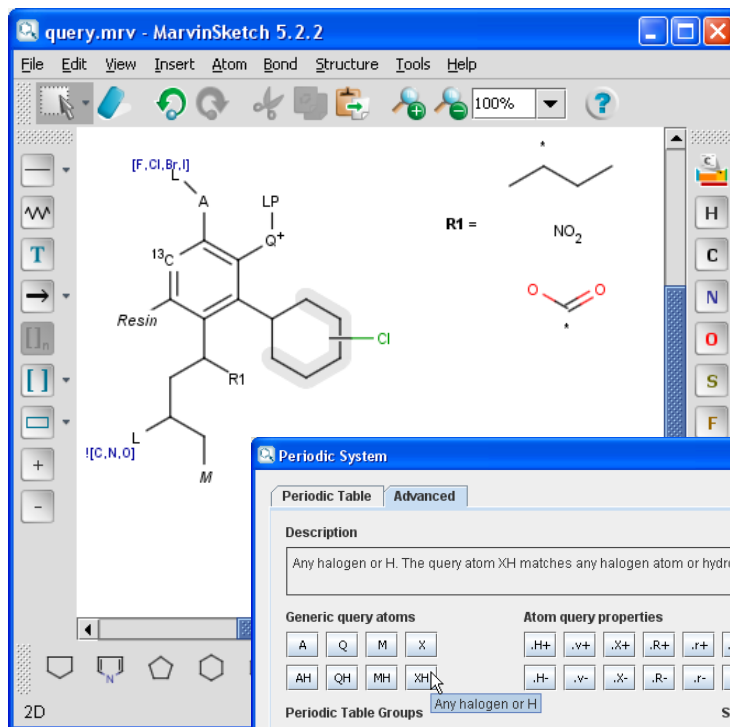 query.mrv - MarvinSketch 5.2.2
File Edit View Insert Atom Bond Structure Tools Help
100%
?
T
[ ]n
[ ]
+
-
[F,Cl,Br,I]
L
A
LP
Q+
13C
Resin
Cl
R1
L
![C,N,O]
M
*
R1 =
NO2
O
O
*
C
H
C
N
O
S
F
N
2D
Periodic System
Periodic Table Advanced
Description
Any halogen or H. The query atom XH matches any halogen atom or hydro
Generic query atoms Atom query properties
A Q M X .H+ .v+ .X+ .R+ .r+
AH QH MH XH .H- .v- .X- .R- .r-
Any halogen or H
Periodic Table Groups S